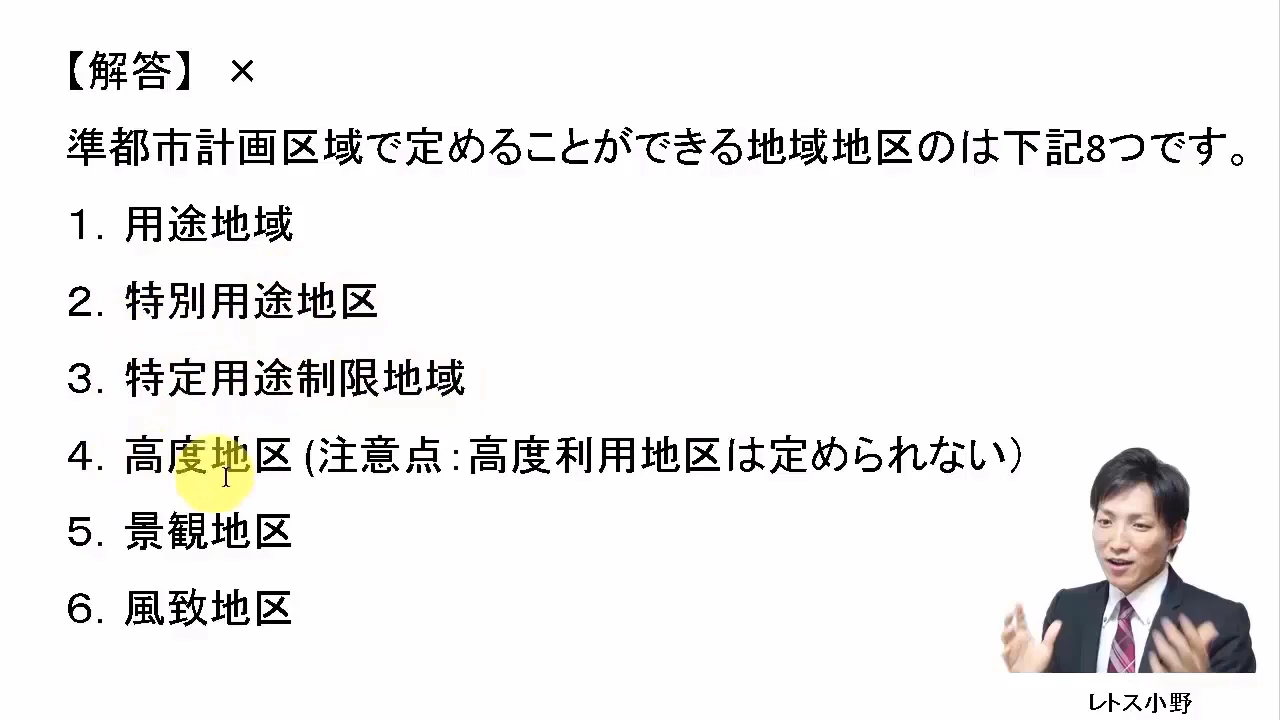 【解答】 ×
準都市計画区域で定めることができる地域地区のは下記8つです。
１．用途地域
２．特別用途地区
３．特定用途制限地域
４．高度地区 (注意点：高度利用地区は定められない）
５．景観地区
６．風致地区
レトス小野